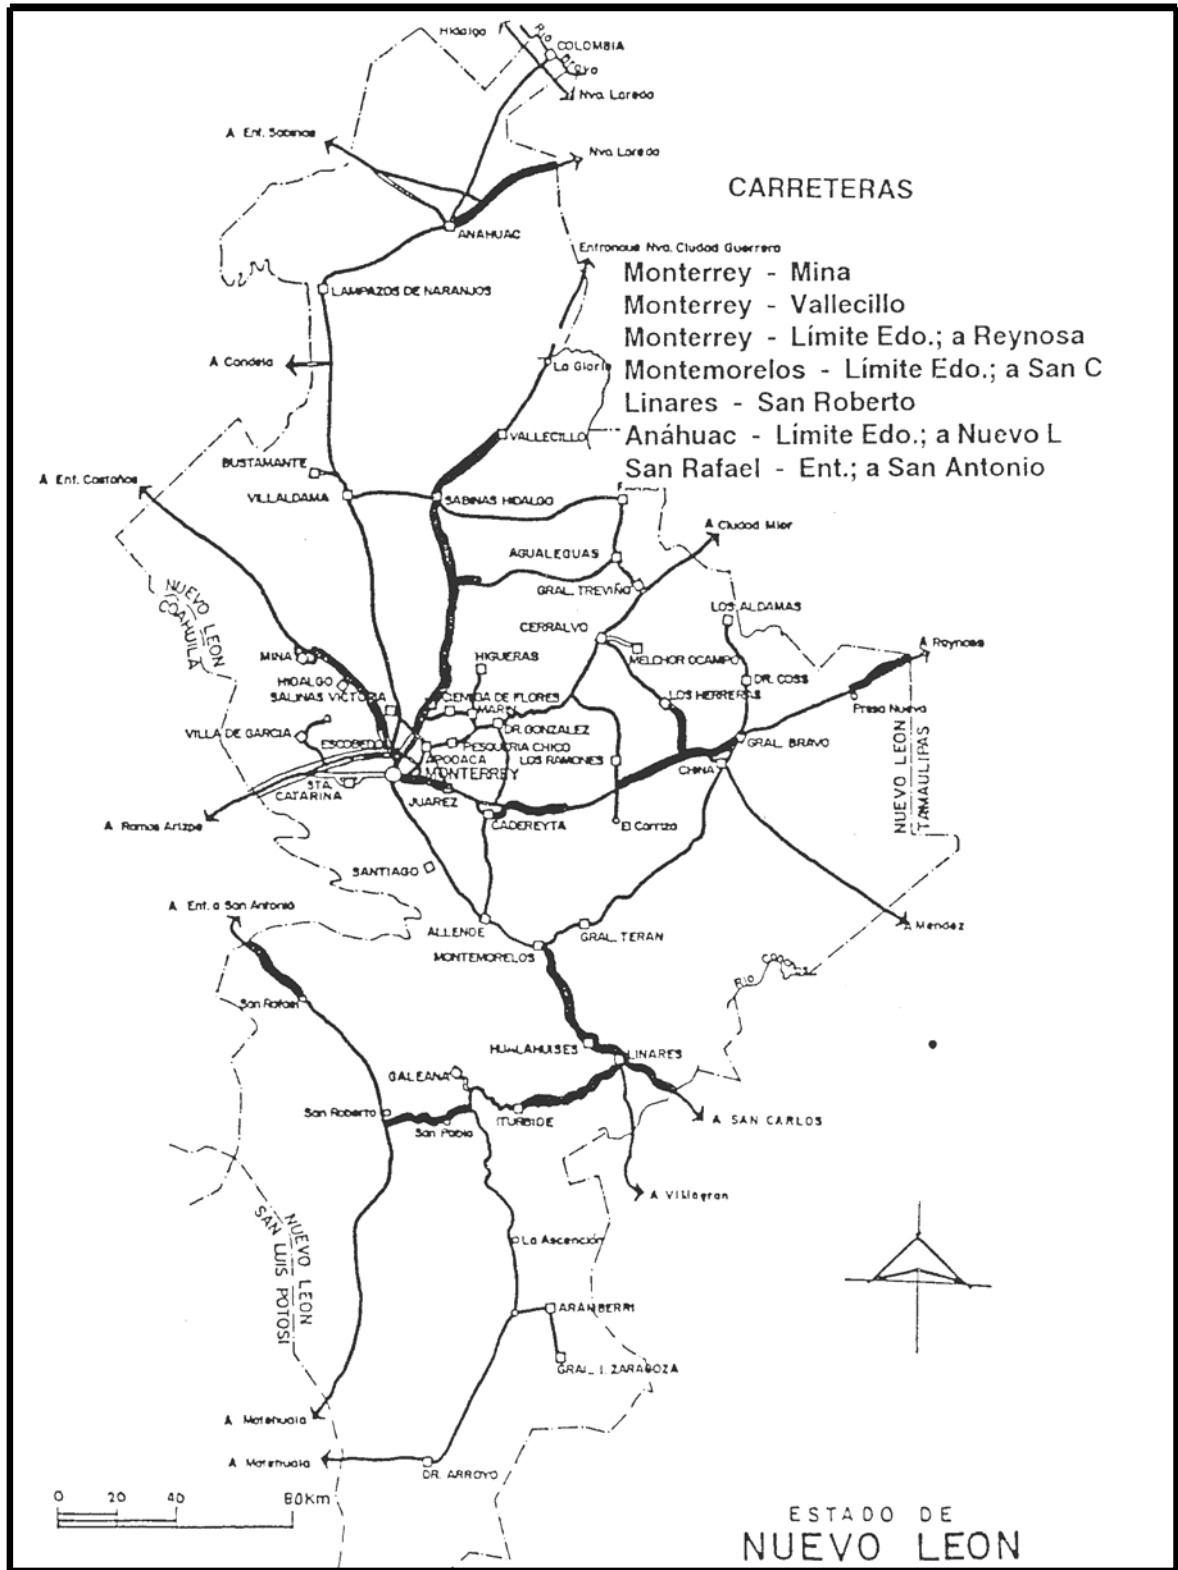 Hidalgo
Rio Bravo
COLOMBIA
Nva. Laredo
A Ent. Sabinas
Nva. Laredo
CARRETERAS
ANAHUAC
Entronque Nva. Ciudad Guerrero
Monterrey - Mina
LAMPAZOS DE NARANJOS
Monterrey - Vallecillo
Monterrey - Límite Edo.; a Reynosa
A Candela
La Gloria
Montemorelos - Límite Edo.; a San C
Linares - San Roberto
VALLECILLO
Anáhuac - Límite Edo.; a Nuevo L
BUSTAMANTE
San Rafael - Ent.; a San Antonio
A Ent. Castaños
VILLALDAMA
SABINAS HIDALGO
A Ciudad Mier
AGUALEGUAS
NUEVO LEON
COAHUILA
GRAL. TREVIÑO
LOS ALDAMAS
CERRALVO
A Reynosa
MINA
HIGUERAS
MELCHOR OCAMPO
HIDALGO
DR. COSS
SALINAS VICTORIA
CIENEGA DE FLORES
LOS HERRERAS
MARIN
Presa Nueva
VILLA DE GARCIA
ESCOBEDO
DR. GONZALEZ
GRAL. BRAVO
PESQUERIA CHICO
APODACA
LOS RAMONES
CHINA
MONTERREY
STA.
CATARINA
JUAREZ
NUEVO LEON
TAMAULIPAS
A Ramos Arizpe
CADEREYTA
El Carrizo
SANTIAGO
A Ent. a San Antonio
ALLENDE
GRAL. TERAN
A Mendez
MONTEMORELOS
RIO
San Rafael
HUALAHUISES
LINARES
GALEANA
San Roberto
San Pablo
ITURBIDE
A SAN CARLOS
A Villagran
NUEVO LEON
SAN LUIS POTOSI
La Ascención
ARAMBERRI
GRAL. I. ZARAGOZA
A Matehuala
A Matehuala
DR. ARROYO
0 20 40 80Km
ESTADO DE
NUEVO LEON